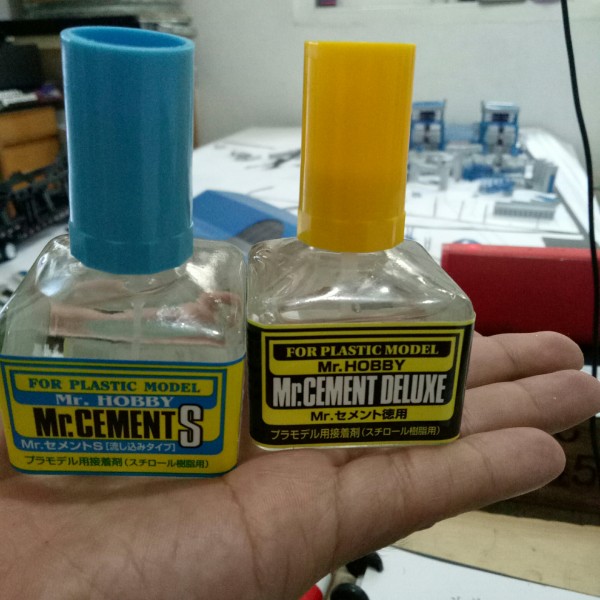 FOR PLASTIC MODEL
Mr. HOBBY
Mr.CEMENT S
Mr.セメントS [流し込みタイプ]
プラモデル用接着剤 (スチロール樹脂用)
FOR PLASTIC MODEL
Mr.HOBBY
Mr.CEMENT DELUXE
Mr.セメント徳用
プラモデル用接着剤 (スチロール樹脂用)